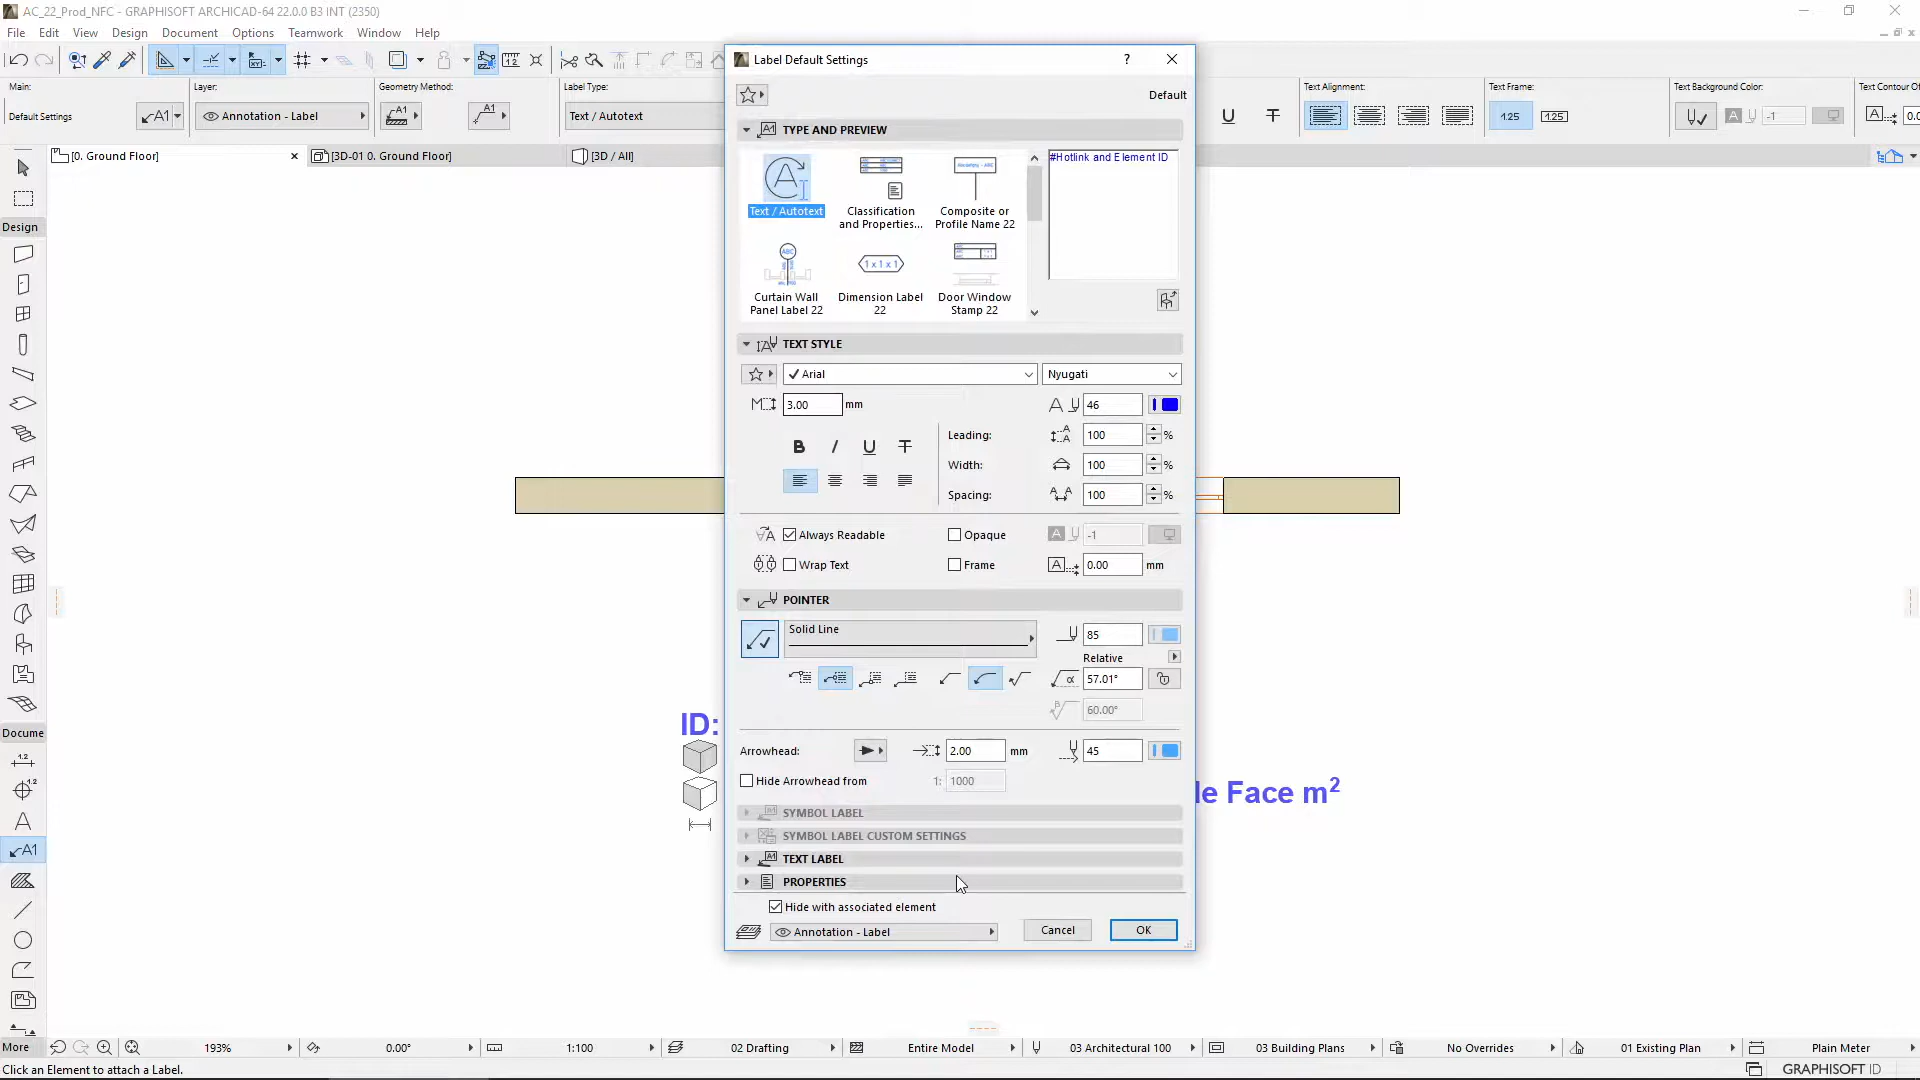 AC_22_Prod_NFC - GRAPHISOFT ARCHICAD-64 22.0.0 B3 INT (2350)
File Edit View Design Document Options Teamwork Window Help
Main:
Default Settings
Layer:
Annotation - Label
Geometry Method:
Label Type:
Text / Autotext
Text Alignment:
Text Frame:
Text Background Color:
-1
Text Contour Of
0.0
[0. Ground Floor]
[3D-01 0. Ground Floor]
[3D / All]
Design
Docume
More
Label Default Settings
Default
TYPE AND PREVIEW
Text / Autotext
Classification and Properties...
Composite or Profile Name 22
Curtain Wall Panel Label 22
Dimension Label 22
Door Window Stamp 22
#Hotlink and Element ID
TEXT STYLE
Arial
Nyugati
3.00 mm
46
Leading: 100 %
Width: 100 %
Spacing: 100 %
Always Readable
Opaque
-1
Wrap Text
Frame
0.00 mm
POINTER
Solid Line
85
Relative
57.01°
60.00°
Arrowhead:
2.00 mm
45
Hide Arrowhead from 1: 1000
SYMBOL LABEL
SYMBOL LABEL CUSTOM SETTINGS
TEXT LABEL
PROPERTIES
Hide with associated element
Annotation - Label
Cancel
OK
ID:
le Face m²
193%
0.00°
1:100
02 Drafting
Entire Model
03 Architectural 100
03 Building Plans
No Overrides
01 Existing Plan
Plain Meter
Click an Element to attach a Label.
GRAPHISOFT ID